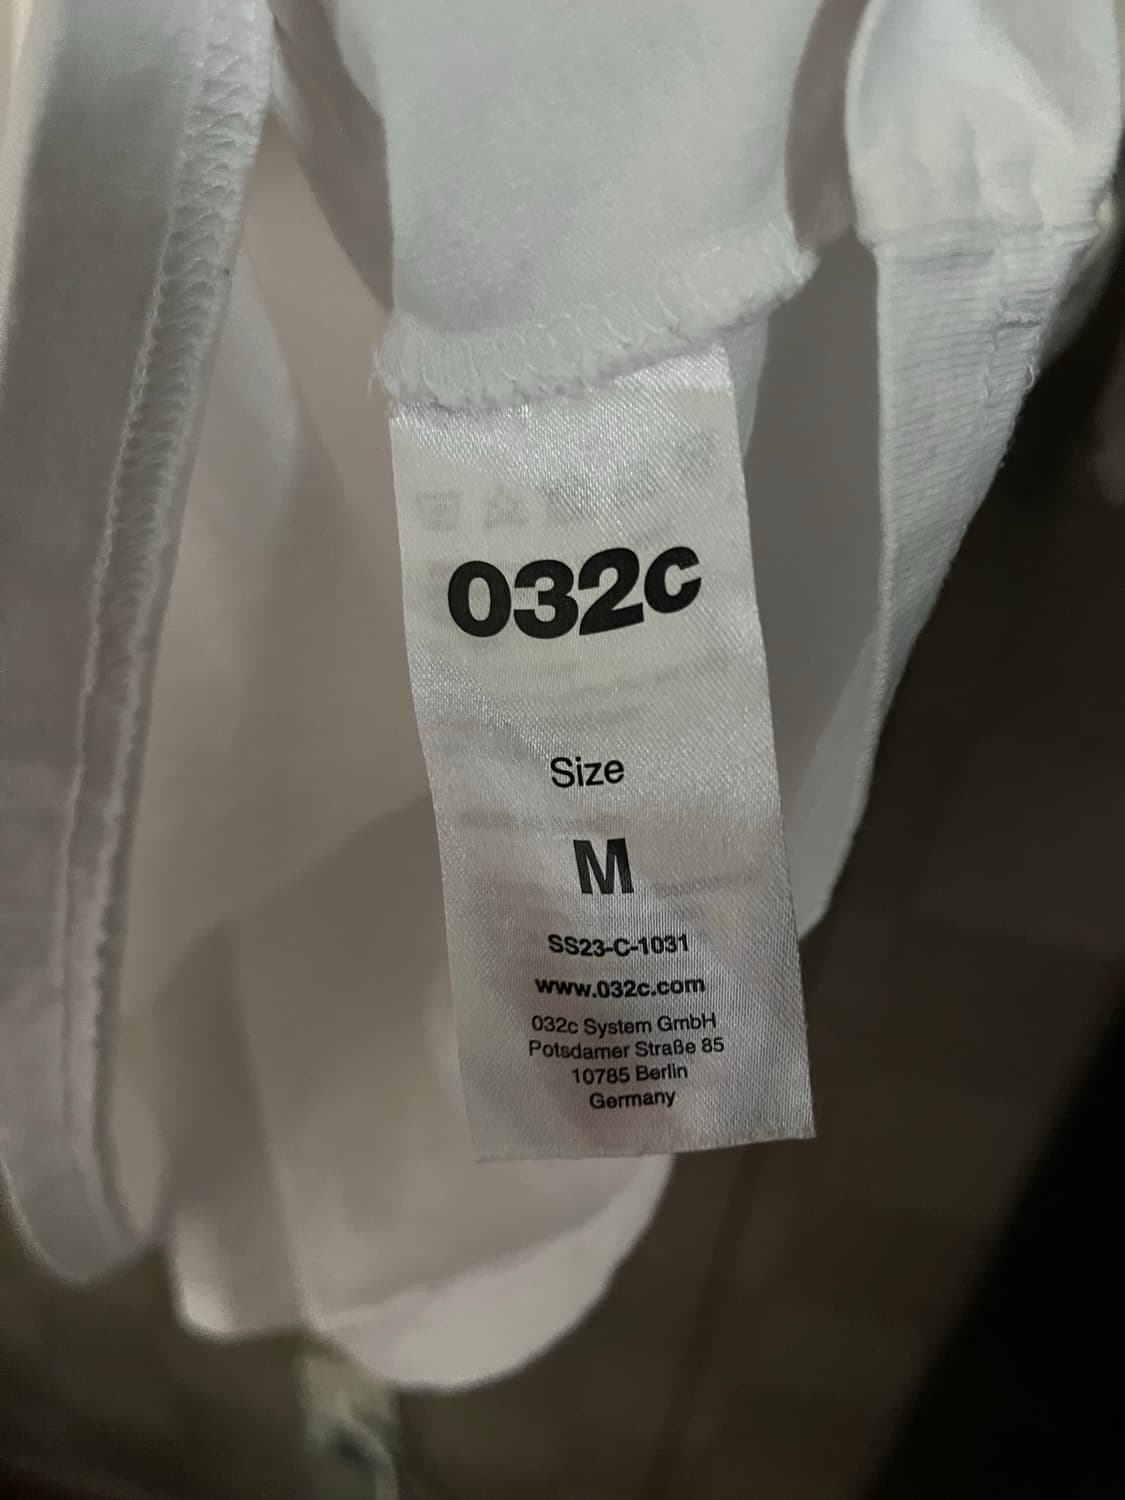 032c
Size
M
SS23-C-1031
www.032c.com
032c System GmbH
Potsdamer Straße 85
10785 Berlin
Germany